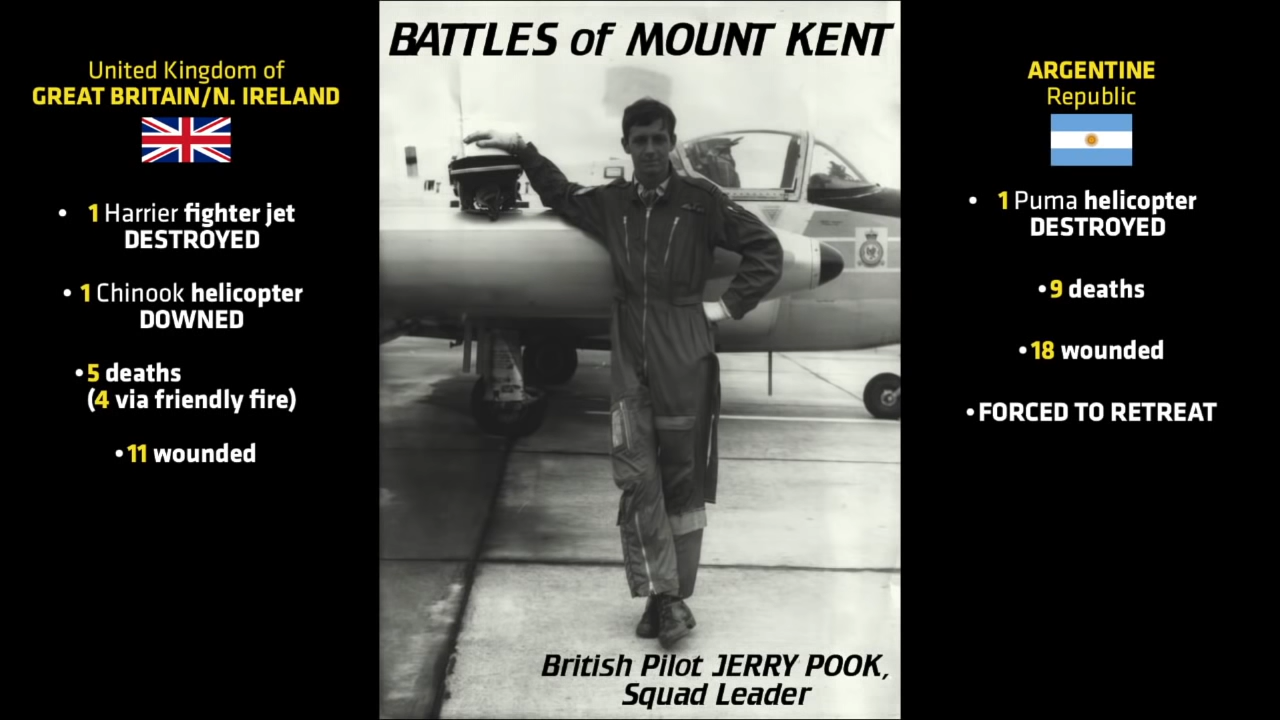 BATTLES of MOUNT KENT
United Kingdom of
GREAT BRITAIN/N. IRELAND
• 1 Harrier fighter jet
DESTROYED
• 1 Chinook helicopter
DOWNED
• 5 deaths
(4 via friendly fire)
• 11 wounded
ARGENTINE
Republic
• 1 Puma helicopter
DESTROYED
• 9 deaths
• 18 wounded
• FORCED TO RETREAT
British Pilot JERRY POOK,
Squad Leader